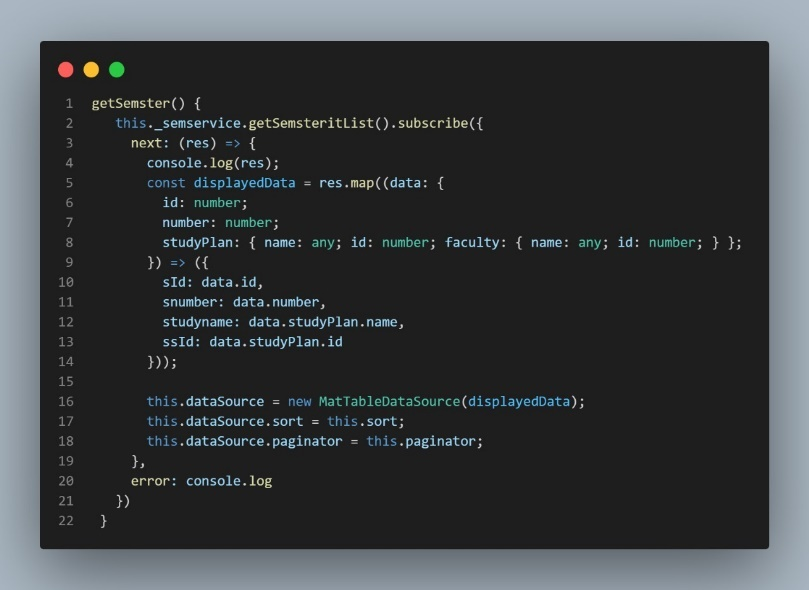 1 getSemster() {
2 this._semservice.getSemsteritList().subscribe({
3 next: (res) => {
4 console.log(res);
5 const displayedData = res.map((data: {
6 id: number;
7 number: number;
8 studyPlan: { name: any; id: number; faculty: { name: any; id: number; } };
9 }) => ({
10 sId: data.id,
11 snumber: data.number,
12 studyname: data.studyPlan.name,
13 ssId: data.studyPlan.id
14 }));
15
16 this.dataSource = new MatTableDataSource(displayedData);
17 this.dataSource.sort = this.sort;
18 this.dataSource.paginator = this.paginator;
19 },
20 error: console.log
21 })
22 }